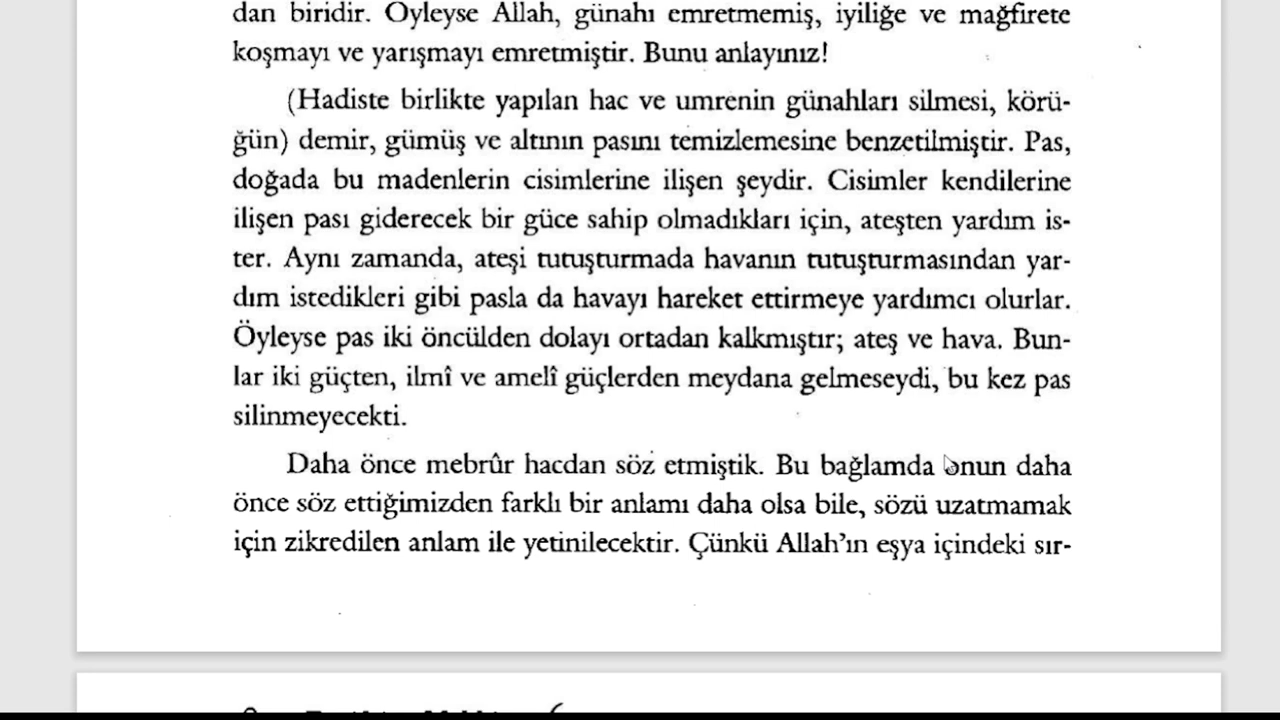 dan biridir. Öyleyse Allah, günahı emretmemiş, iyiliğe ve mağfirete
koşmayı ve yarışmayı emretmiştir. Bunu anlayınız!
(Hadiste birlikte yapılan hac ve umrenin günahları silmesi, körü-
ğün) demir, gümüş ve altının pasını temizlemesine benzetilmiştir. Pas,
doğada bu madenlerin cisimlerine ilişen şeydir. Cisimler kendilerine
ilişen pası giderecek bir güce sahip olmadıkları için, ateşten yardım is-
ter. Aynı zamanda, ateşi tutuşturmada havanın tutuşturmasından yar-
dım istedikleri gibi pasla da havayı hareket ettirmeye yardımcı olurlar.
Öyleyse pas iki öncülden dolayı ortadan kalkmıştır; ateş ve hava. Bun-
lar iki güçten, ilmî ve amelî güçlerden meydana gelmeseydi, bu kez pas
silinmeyecekti.
Daha önce mebrûr hacdan söz etmiştik. Bu bağlamda onun daha
önce söz ettiğimizden farklı bir anlamı daha olsa bile, sözü uzatmamak
için zikredilen anlam ile yetinilecektir. Çünkü Allah'ın eşya içindeki sır-